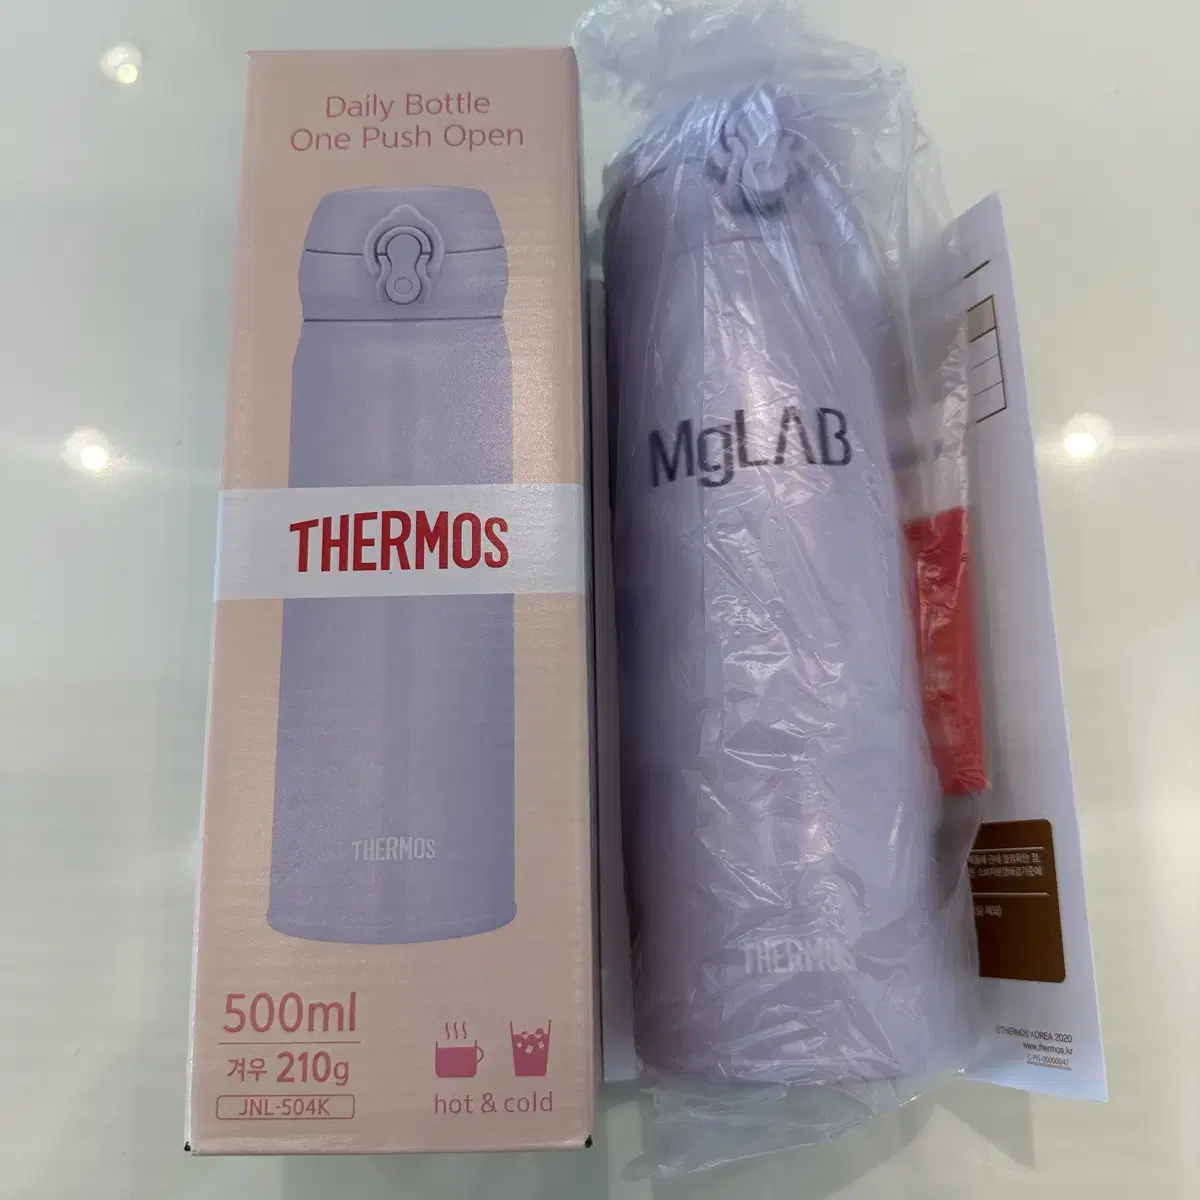 Daily Bottle
One Push Open
THERMOS
THERMOS
500ml
겨우 210g
JNL-504K
hot & cold
MgLAB
THERMOS
©THERMOS KOREA 2020
www.thermos.kr